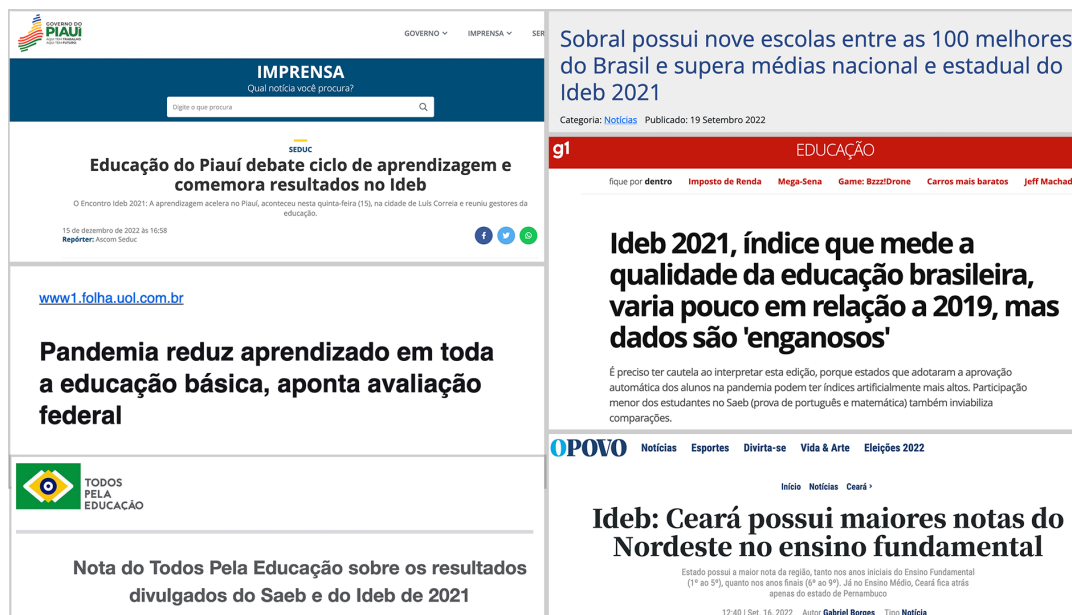 GOVERNO DO
PIAUÍ
AQUI TEM TRABALHO
AQUI TEM FUTURO
GOVERNO
IMPRENSA
SER
IMPRENSA
Qual notícia você procura?
Digite o que procura
SEDUC
Educação do Piauí debate ciclo de aprendizagem e
comemora resultados no Ideb
O Encontro Ideb 2021: A aprendizagem acelera no Piauí, aconteceu nesta quinta-feira (15), na cidade de Luís Correia e reuniu gestores da
educação.
15 de dezembro de 2022 às 16:58
Repórter: Ascom Seduc
www1.folha.uol.com.br
Pandemia reduz aprendizado em toda
a educação básica, aponta avaliação
federal
TODOS
PELA
EDUCAÇÃO
Nota do Todos Pela Educação sobre os resultados
divulgados do Saeb e do Ideb de 2021
Sobral possui nove escolas entre as 100 melhores
do Brasil e supera médias nacional e estadual do
Ideb 2021
Categoria: Notícias Publicado: 19 Setembro 2022
g1 EDUCAÇÃO
fique por dentro Imposto de Renda Mega-Sena Game: Bzzz!Drone Carros mais baratos Jeff Machad
Ideb 2021, índice que mede a
qualidade da educação brasileira,
varia pouco em relação a 2019, mas
dados são 'enganosos'
É preciso ter cautela ao interpretar esta edição, porque estados que adotaram a aprovação
automática dos alunos na pandemia podem ter índices artificialmente mais altos. Participação
menor dos estudantes no Saeb (prova de português e matemática) também inviabiliza
comparações.
OPOVO Notícias Esportes Divirta-se Vida & Arte Eleições 2022
Início Notícias Ceará ›
Ideb: Ceará possui maiores notas do
Nordeste no ensino fundamental
Estado possui a maior nota da região, tanto nos anos iniciais do Ensino Fundamental
(1º ao 5º), quanto nos anos finais (6º ao 9º). Já no Ensino Médio, Ceará fica atrás
apenas do estado de Pernambuco
12:40 | Set. 16, 2022 Autor Gabriel Borges Tipo Notícia